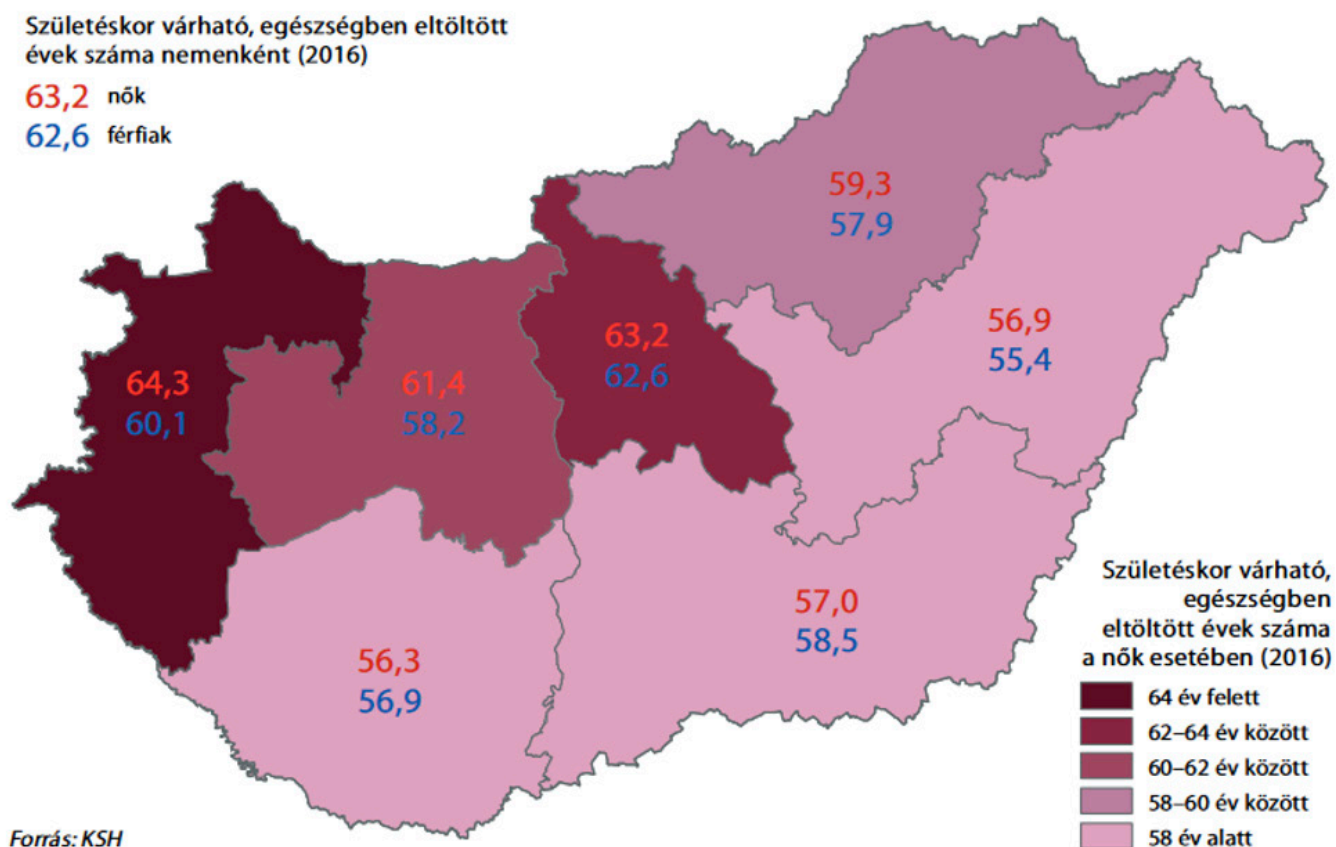 Születéskor várható, egészségben eltöltött
évek száma nemenként (2016)
63,2 nők
62,6 férfiak
59,3
57,9
56,9
55,4
63,2
62,6
64,3
60,1
61,4
58,2
57,0
58,5
56,3
56,9
Születéskor várható,
egészségben
eltöltött évek száma
a nők esetében (2016)
64 év felett
62–64 év között
60–62 év között
58–60 év között
58 év alatt
Forrás: KSH